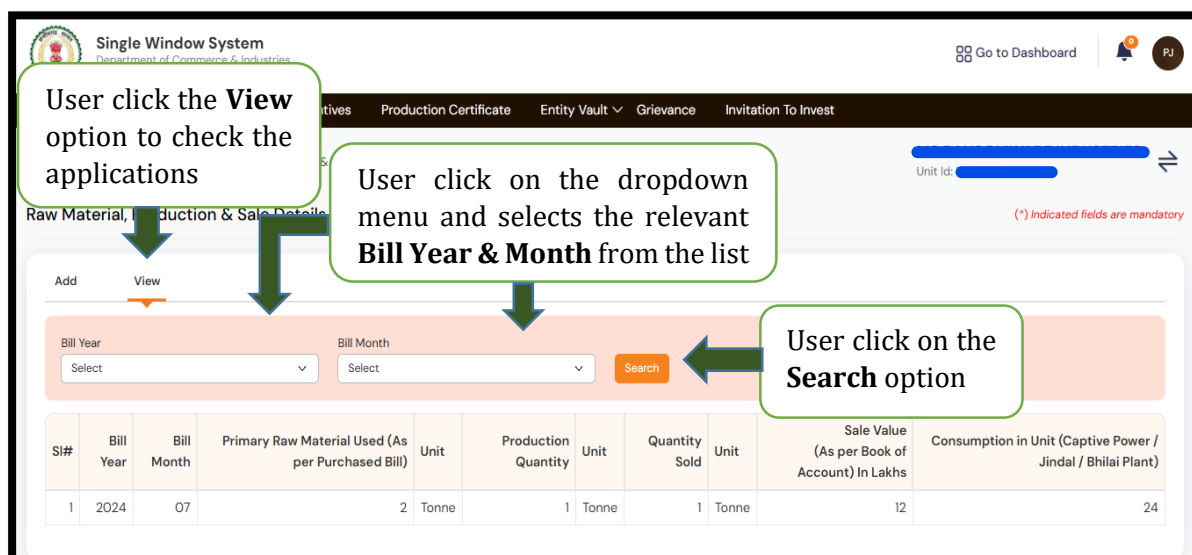 Single Window System
Department of Commerce & Industries
Go to Dashboard
0
PJ
User click the View
option to check the
applications
Production Certificate
Entity Vault
Grievance
Invitation To Invest
&
Unit Id:
User click on the dropdown
menu and selects the relevant
Bill Year & Month from the list
Raw Material, Production & Sale Details
(*) Indicated fields are mandatory
Add
View
Bill Year
Select
Bill Month
Select
Search
User click on the
Search option
Sl#
Bill
Year
Bill
Month
Primary Raw Material Used (As
per Purchased Bill)
Unit
Production
Quantity
Unit
Quantity
Sold
Unit
Sale Value
(As per Book of
Account) In Lakhs
Consumption in Unit (Captive Power /
Jindal / Bhilai Plant)
1 2024 07 2 Tonne 1 Tonne 1 Tonne 12 24